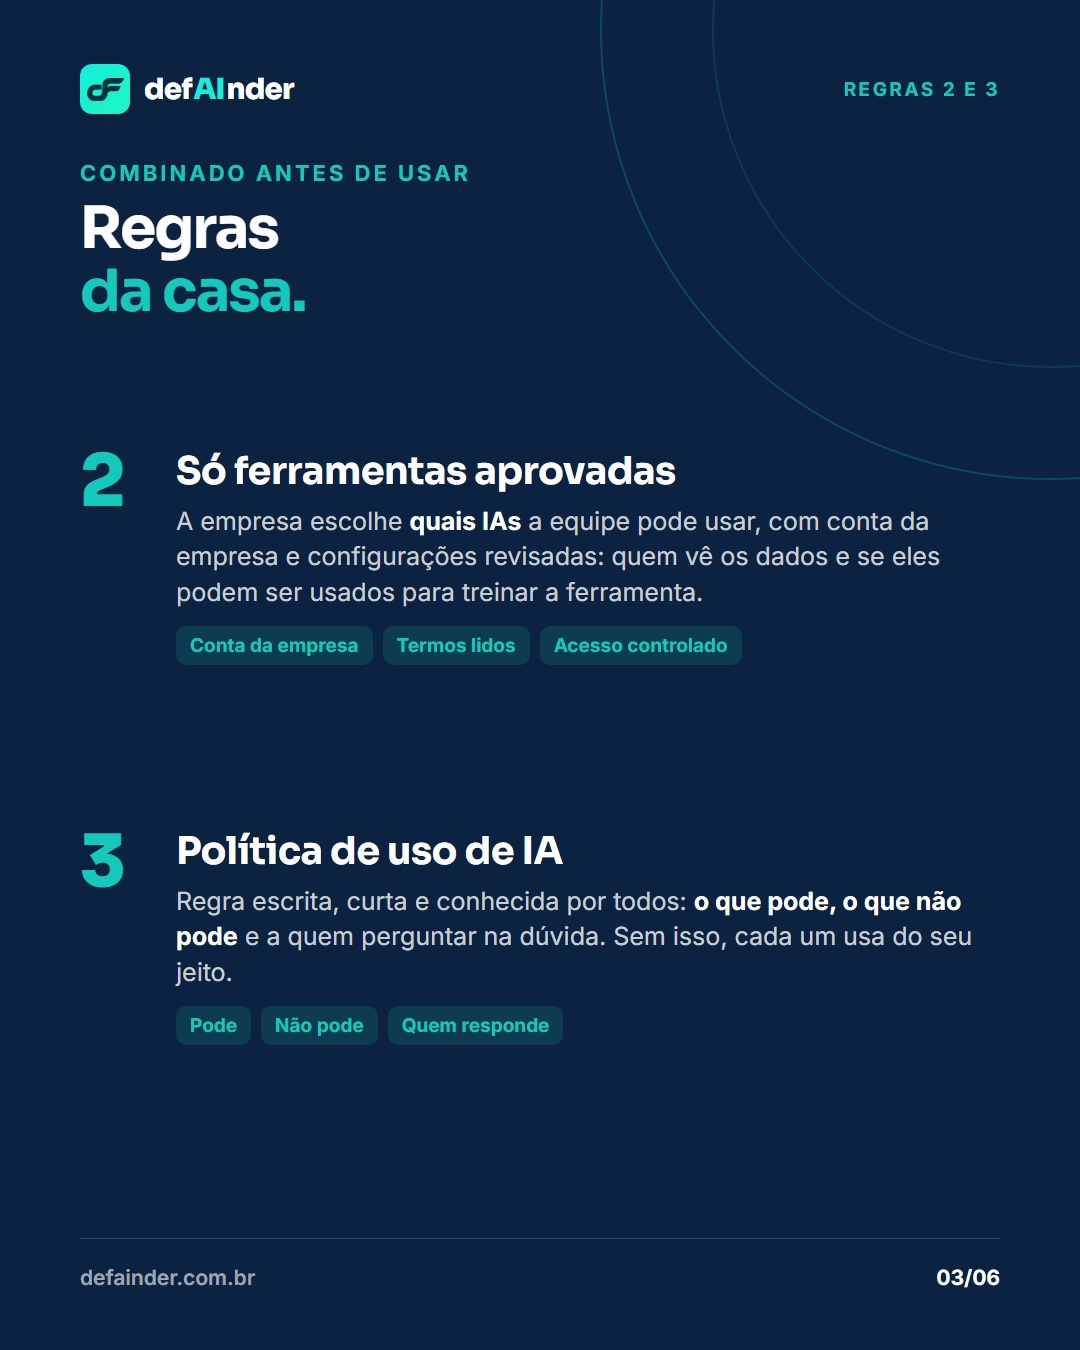 defAInder
REGRAS 2 E 3
COMBINADO ANTES DE USAR
Regras
da casa.
2
Só ferramentas aprovadas
A empresa escolhe quais IAs a equipe pode usar, com conta da
empresa e configurações revisadas: quem vê os dados e se eles
podem ser usados para treinar a ferramenta.
Conta da empresa
Termos lidos
Acesso controlado
3
Política de uso de IA
Regra escrita, curta e conhecida por todos: o que pode, o que não
pode e a quem perguntar na dúvida. Sem isso, cada um usa do seu
jeito.
Pode
Não pode
Quem responde
defainder.com.br
03/06